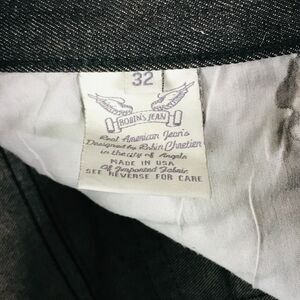 32
ROBIN'S JEAN
Real American Jean's
Designed by Robin Chretien
in the city of Angels
MADE IN USA
Of Imported Fabric
SEE REVERSE FOR CARE